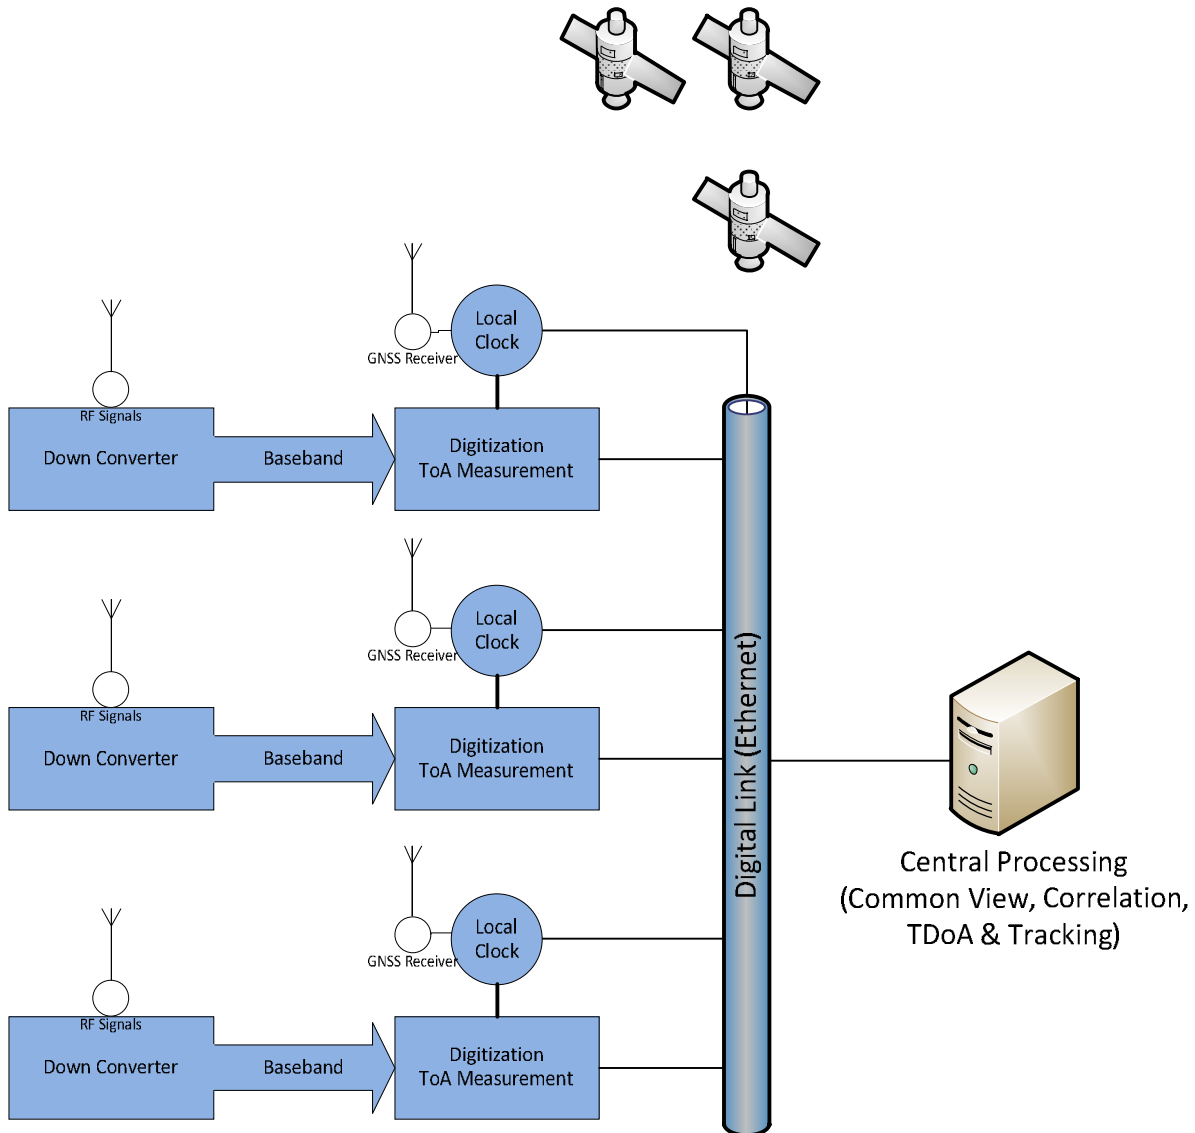 Local
Clock
GNSS Receiver
RF Signals
Down Converter
Baseband
Digitization
ToA Measurement
Local
Clock
GNSS Receiver
RF Signals
Down Converter
Baseband
Digitization
ToA Measurement
Digital Link (Ethernet)
Central Processing
(Common View, Correlation,
TDoA & Tracking)
Local
Clock
GNSS Receiver
RF Signals
Down Converter
Baseband
Digitization
ToA Measurement